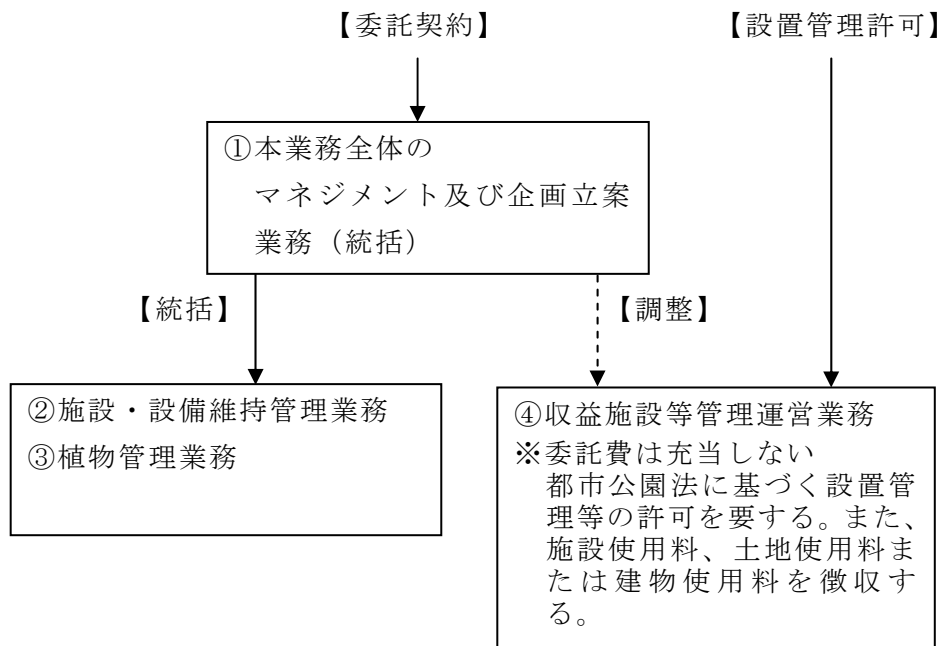 【委託契約】
【設置管理許可】
①本業務全体の
マネジメント及び企画立案
業務（統括）
【統括】
【調整】
②施設・設備維持管理業務
③植物管理業務
④収益施設等管理運営業務
※委託費は充当しない
都市公園法に基づく設置管
理等の許可を要する。また、
施設使用料、土地使用料ま
たは建物使用料を徴収す
る。